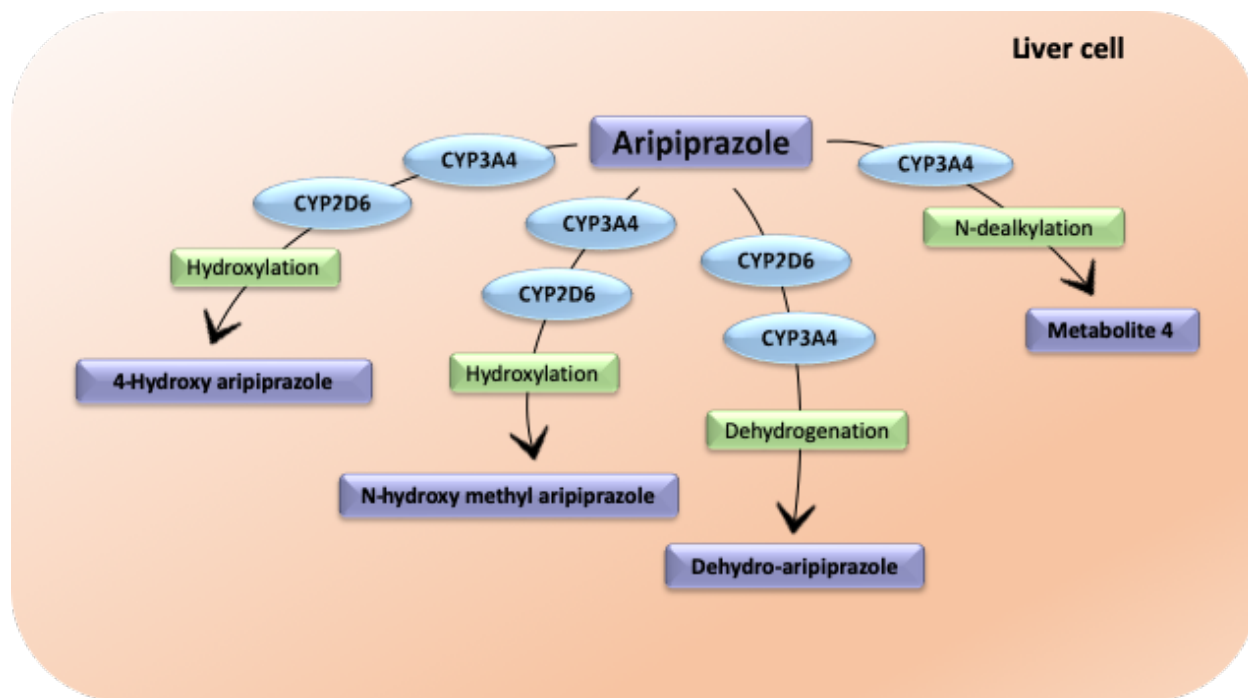 Liver cell
Aripiprazole
CYP3A4
CYP2D6
Hydroxylation
4-Hydroxy aripiprazole
CYP3A4
CYP2D6
Hydroxylation
N-hydroxy methyl aripiprazole
CYP2D6
CYP3A4
Dehydrogenation
Dehydro-aripiprazole
CYP3A4
N-dealkylation
Metabolite 4